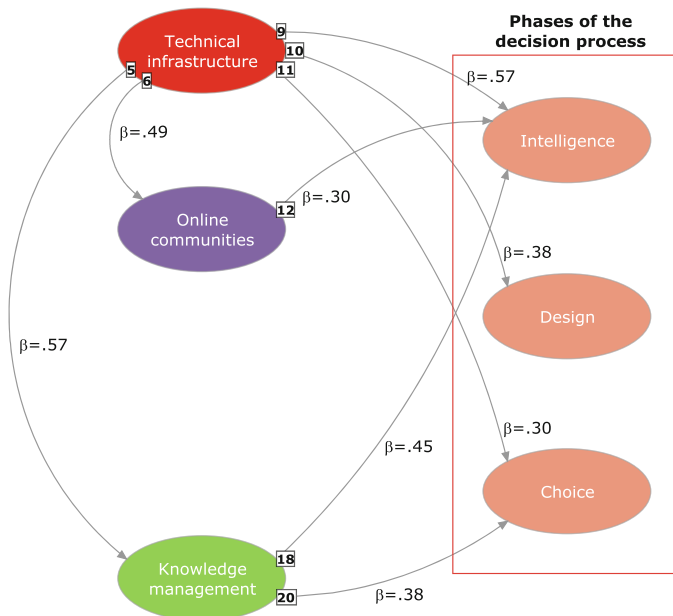 Phases of the
decision process
Technical
infrastructure
9
10
11
5
6
β=.57
β=.49
Intelligence
12
β=.30
Online
communities
β=.38
Design
β=.57
β=.30
β=.45
Choice
18
Knowledge
management
20
β=.38